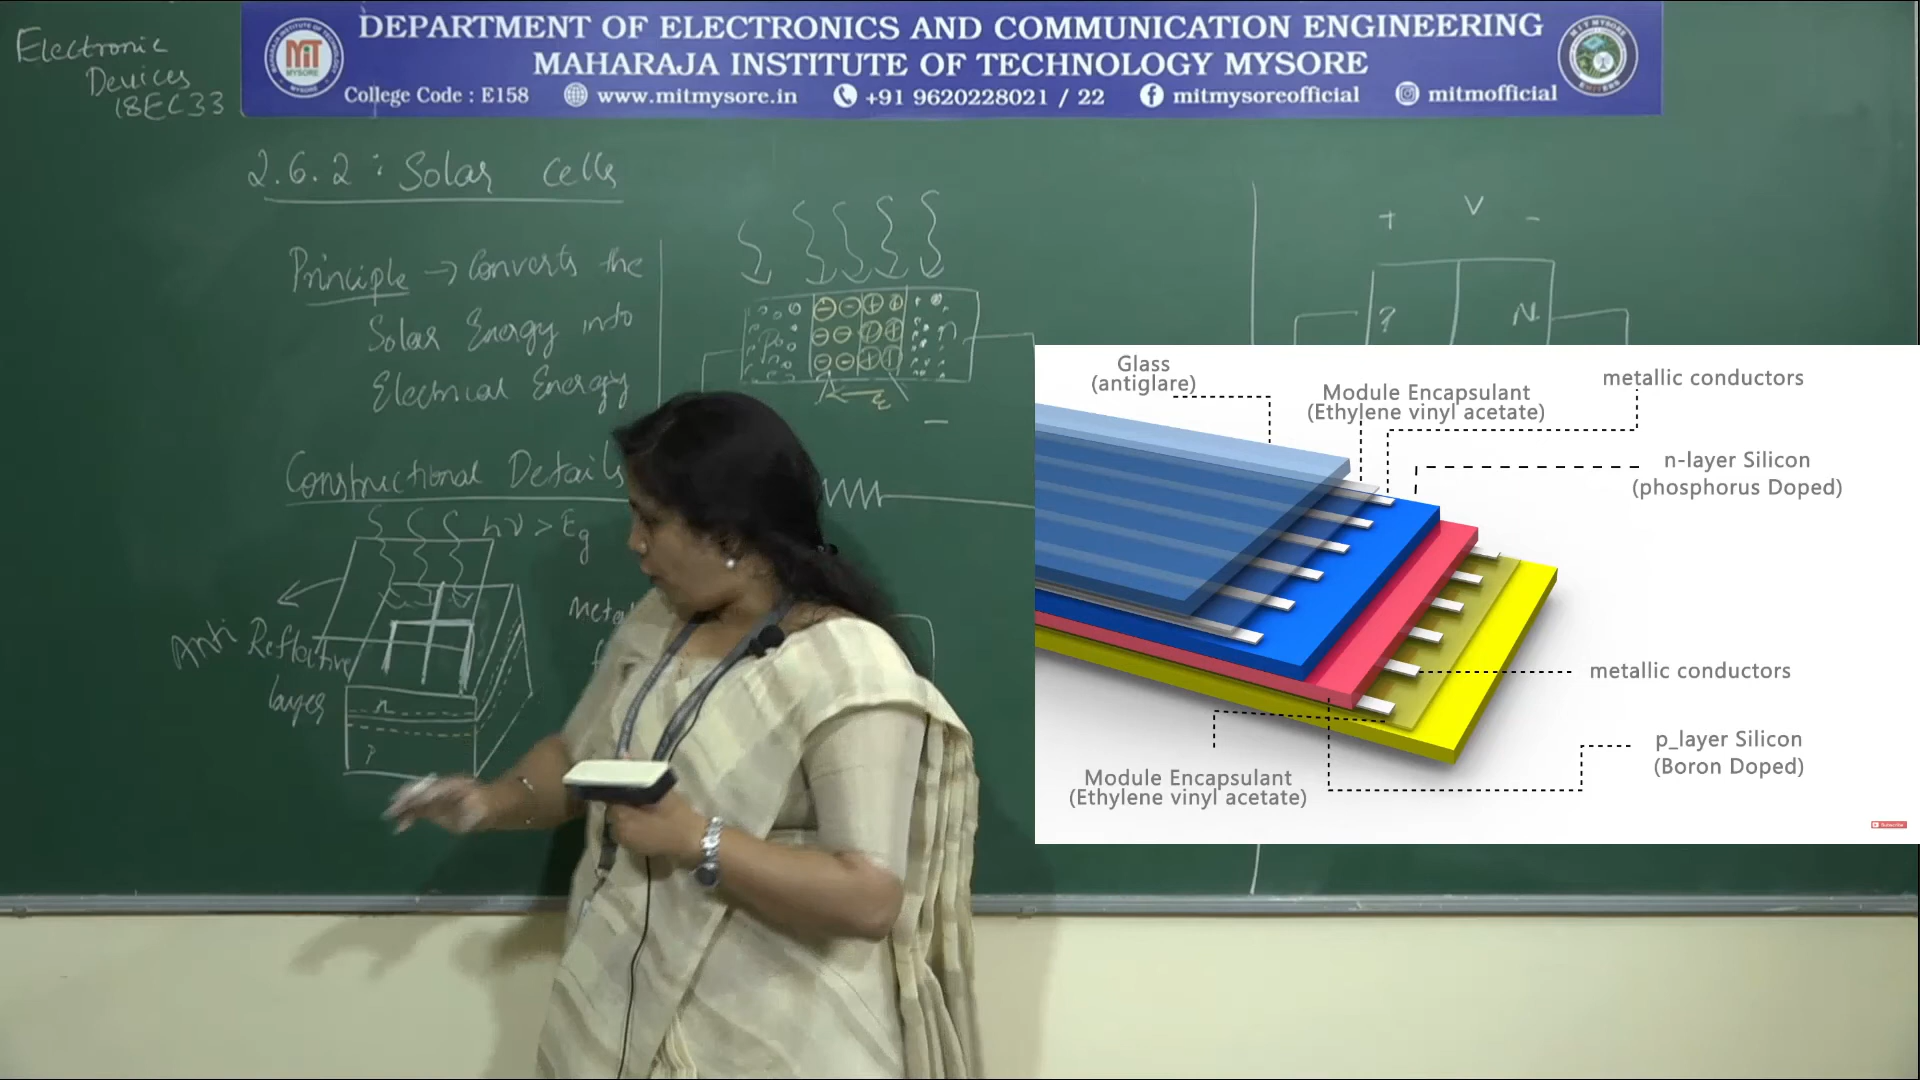 Electronic
Devices
18EC33
MIT
MYSORE
DEPARTMENT OF ELECTRONICS AND COMMUNICATION ENGINEERING
MAHARAJA INSTITUTE OF TECHNOLOGY MYSORE
College Code : E158 www.mitmysore.in +91 9620228021 / 22 mitmysoreofficial mitmofficial
2.6.2 : Solar Cells
Principle → Converts the
Solar Energy into
Electrical Energy
Constructional Details
hν > Eg
Anti Reflective
layer
n
p
P
n
ε
+ V -
N
Glass
(antiglare)
Module Encapsulant
(Ethylene vinyl acetate)
metallic conductors
n-layer Silicon
(phosphorus Doped)
metallic conductors
p_layer Silicon
(Boron Doped)
Module Encapsulant
(Ethylene vinyl acetate)